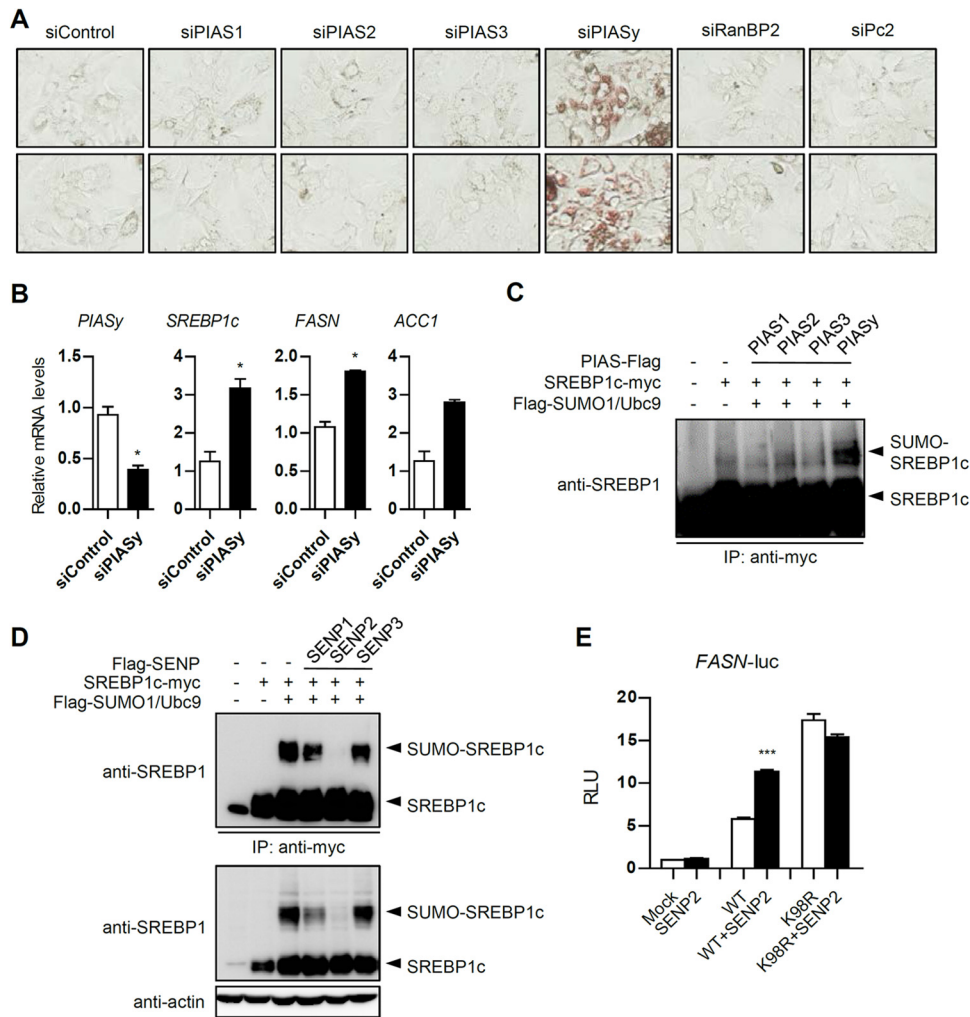 A
siControl siPIAS1 siPIAS2 siPIAS3 siPIASy siRanBP2 siPc2
B
PIASy SREBP1c FASN ACC1
Relative mRNA levels
1.5 4 2.0 4
1.0 3 1.5 3
2 1.0 2
0.5 1 0.5 1
0.0 0 0.0 0
* * *
siControl siPIASy siControl siPIASy siControl siPIASy siControl siPIASy
C
PIAS1 PIAS2 PIAS3 PIASy
PIAS-Flag - - 
SREBP1c-myc - + + + + +
Flag-SUMO1/Ubc9 - - + + + +
anti-SREBP1
SUMO-
SREBP1c
SREBP1c
IP: anti-myc
D
SENP1 SENP2 SENP3
Flag-SENP - - -
SREBP1c-myc - + + + + +
Flag-SUMO1/Ubc9 - - + + + +
anti-SREBP1 SUMO-SREBP1c
SREBP1c
IP: anti-myc
anti-SREBP1 SUMO-SREBP1c
SREBP1c
anti-actin
E
FASN-luc
RLU
20
15
10
5
0
***
Mock SENP2 WT WT+SENP2 K98R K98R+SENP2